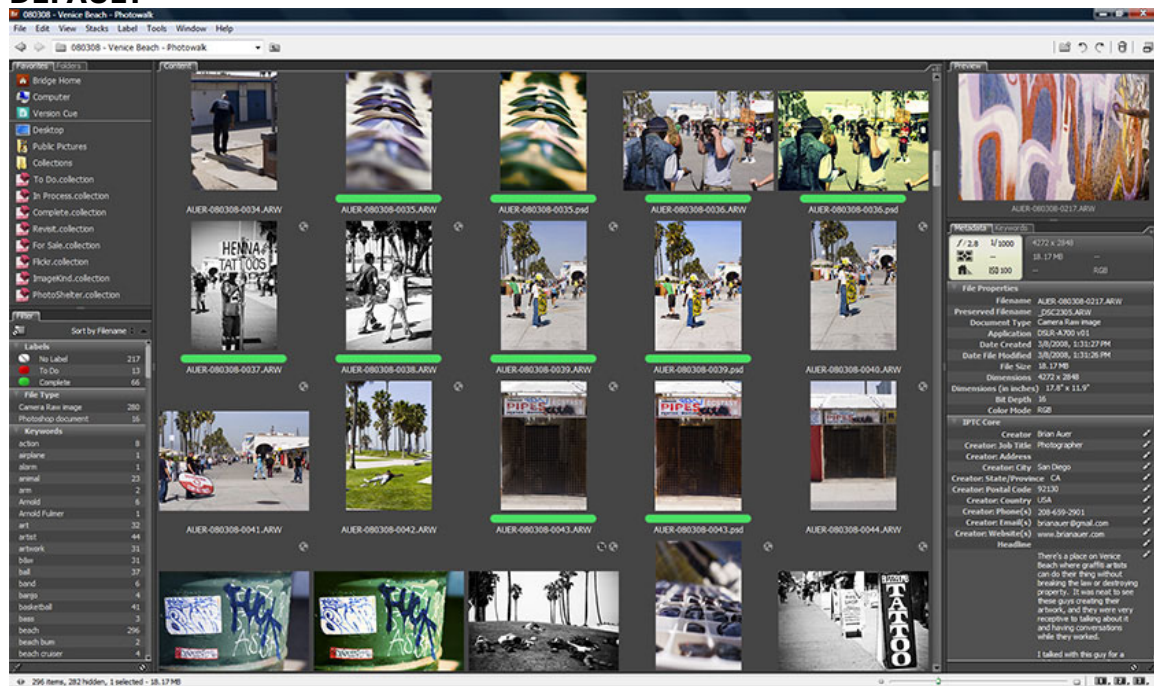 DEFAULT
080308 - Venice Beach - Photowalk
File Edit View Stacks Label Tools Window Help
080308 - Venice Beach - Photowalk
Favorites Folders
Bridge Home
Computer
Version Cue
Desktop
Public Pictures
Collections
To Do.collection
In Process.collection
Complete.collection
Revisit.collection
For Sale.collection
Flickr.collection
ImageKind.collection
PhotoShelter.collection
Filter
Sort by Filename
Labels
No Label 217
To Do 13
Complete 66
File Type
Camera Raw image 280
Photoshop document 16
Keywords
action 8
airplane 1
alarm 1
animal 23
arm 2
Arnold 6
Arnold Fulmer 1
art 32
artist 44
artwork 31
b&w 31
ball 37
band 6
banjo 4
basketball 41
bass 3
beach 296
beach bum 2
beach cruiser 4
Content
AUER-080308-0034.ARW
AUER-080308-0035.ARW
AUER-080308-0035.psd
AUER-080308-0036.ARW
AUER-080308-0036.psd
HENNA
TATTOOS
AUER-080308-0037.ARW
AUER-080308-0038.ARW
AUER-080308-0039.ARW
AUER-080308-0039.psd
AUER-080308-0040.ARW
PIPES
PIPES
PIPES
AUER-080308-0041.ARW
AUER-080308-0042.ARW
AUER-080308-0043.ARW
AUER-080308-0043.psd
AUER-080308-0044.ARW
TATTOO
Preview
AUER-080308-0217.ARW
Metadata Keywords
f/2.8 1/1000 4272 x 2848
-- 18.17 MB --
ISO 100 -- RGB
File Properties
Filename AUER-080308-0217.ARW
Preserved Filename _DSC2305.ARW
Document Type Camera Raw image
Application DSLR-A700 v01
Date Created 3/8/2008, 1:31:27 PM
Date File Modified 3/8/2008, 1:31:26 PM
File Size 18.17 MB
Dimensions 4272 x 2848
Dimensions (in inches) 17.8" x 11.9"
Bit Depth 16
Color Mode RGB
IPTC Core
Creator Brian Auer
Creator: Job Title Photographer
Creator: Address
Creator: City San Diego
Creator: State/Province CA
Creator: Postal Code 92130
Creator: Country USA
Creator: Phone(s) 208-659-2901
Creator: Email(s) brianauer@gmail.com
Creator: Website(s) www.brianauer.com
Headline
There's a place on Venice
Beach where graffiti artists
can do their thing without
breaking the law or destroying
property. It was neat to see
these guys creating their
artwork, and they were very
receptive to talking about it
and having conversations
while they worked.
I talked with this guy for a
296 items, 282 hidden, 1 selected - 18.17 MB
1 2 3